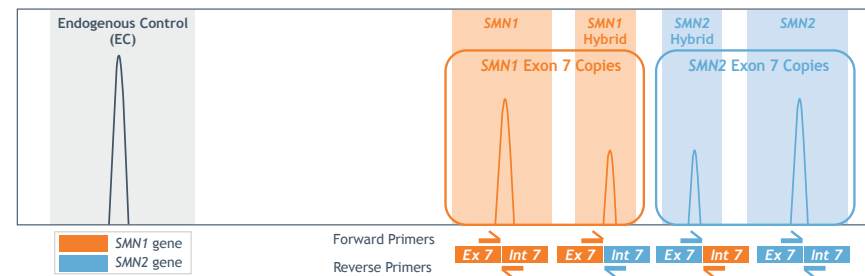 Endogenous Control
(EC)
SMN1
SMN1
Hybrid
SMN2
Hybrid
SMN2
SMN1 Exon 7 Copies
SMN2 Exon 7 Copies
SMN1 gene
SMN2 gene
Forward Primers
Ex 7 Int 7
Ex 7 Int 7
Ex 7 Int 7
Ex 7 Int 7
Reverse Primers